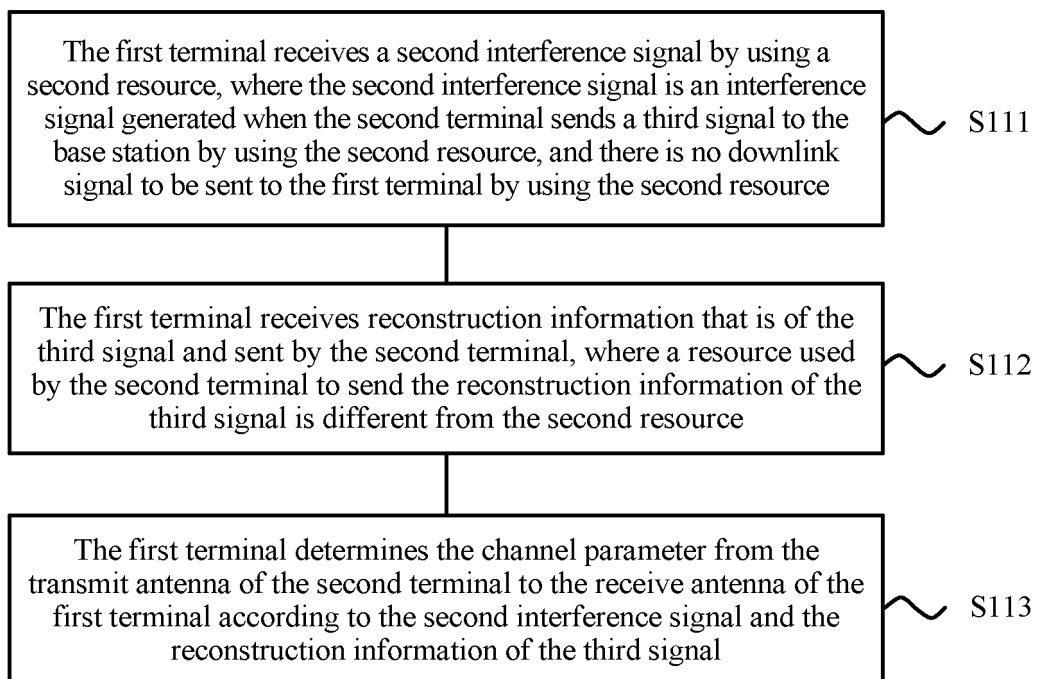 The first terminal receives a second interference signal by using a
second resource, where the second interference signal is an interference
signal generated when the second terminal sends a third signal to the
base station by using the second resource, and there is no downlink
signal to be sent to the first terminal by using the second resource
S111
The first terminal receives reconstruction information that is of the
third signal and sent by the second terminal, where a resource used
by the second terminal to send the reconstruction information of the
third signal is different from the second resource
S112
The first terminal determines the channel parameter from the
transmit antenna of the second terminal to the receive antenna of the
first terminal according to the second interference signal and the
reconstruction information of the third signal
S113